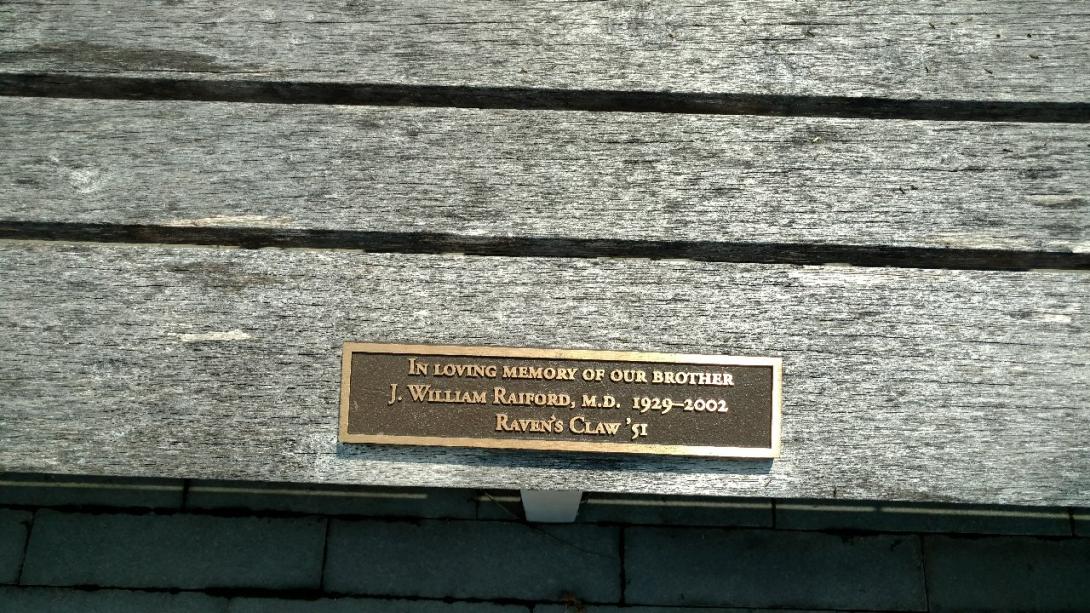 In loving memory of our brother
J. William Raiford, m.d. 1929–2002
Raven's Claw '51